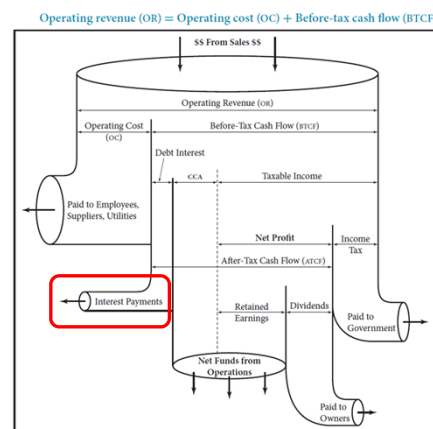 Operating revenue (OR) = Operating cost (OC) + Before-tax cash flow (BTCF
$$ From Sales $$
Operating Revenue (OR)
Operating Cost
(OC)
Before-Tax Cash Flow (BTCF)
Debt Interest
CCA
Taxable Income
Paid to Employees,
Suppliers, Utilities
Net Profit
Income
Tax
After-Tax Cash Flow (ATCF)
Interest Payments
Retained
Earnings
Dividends
Paid to
Government
Net Funds from
Operations
Paid to
Owners